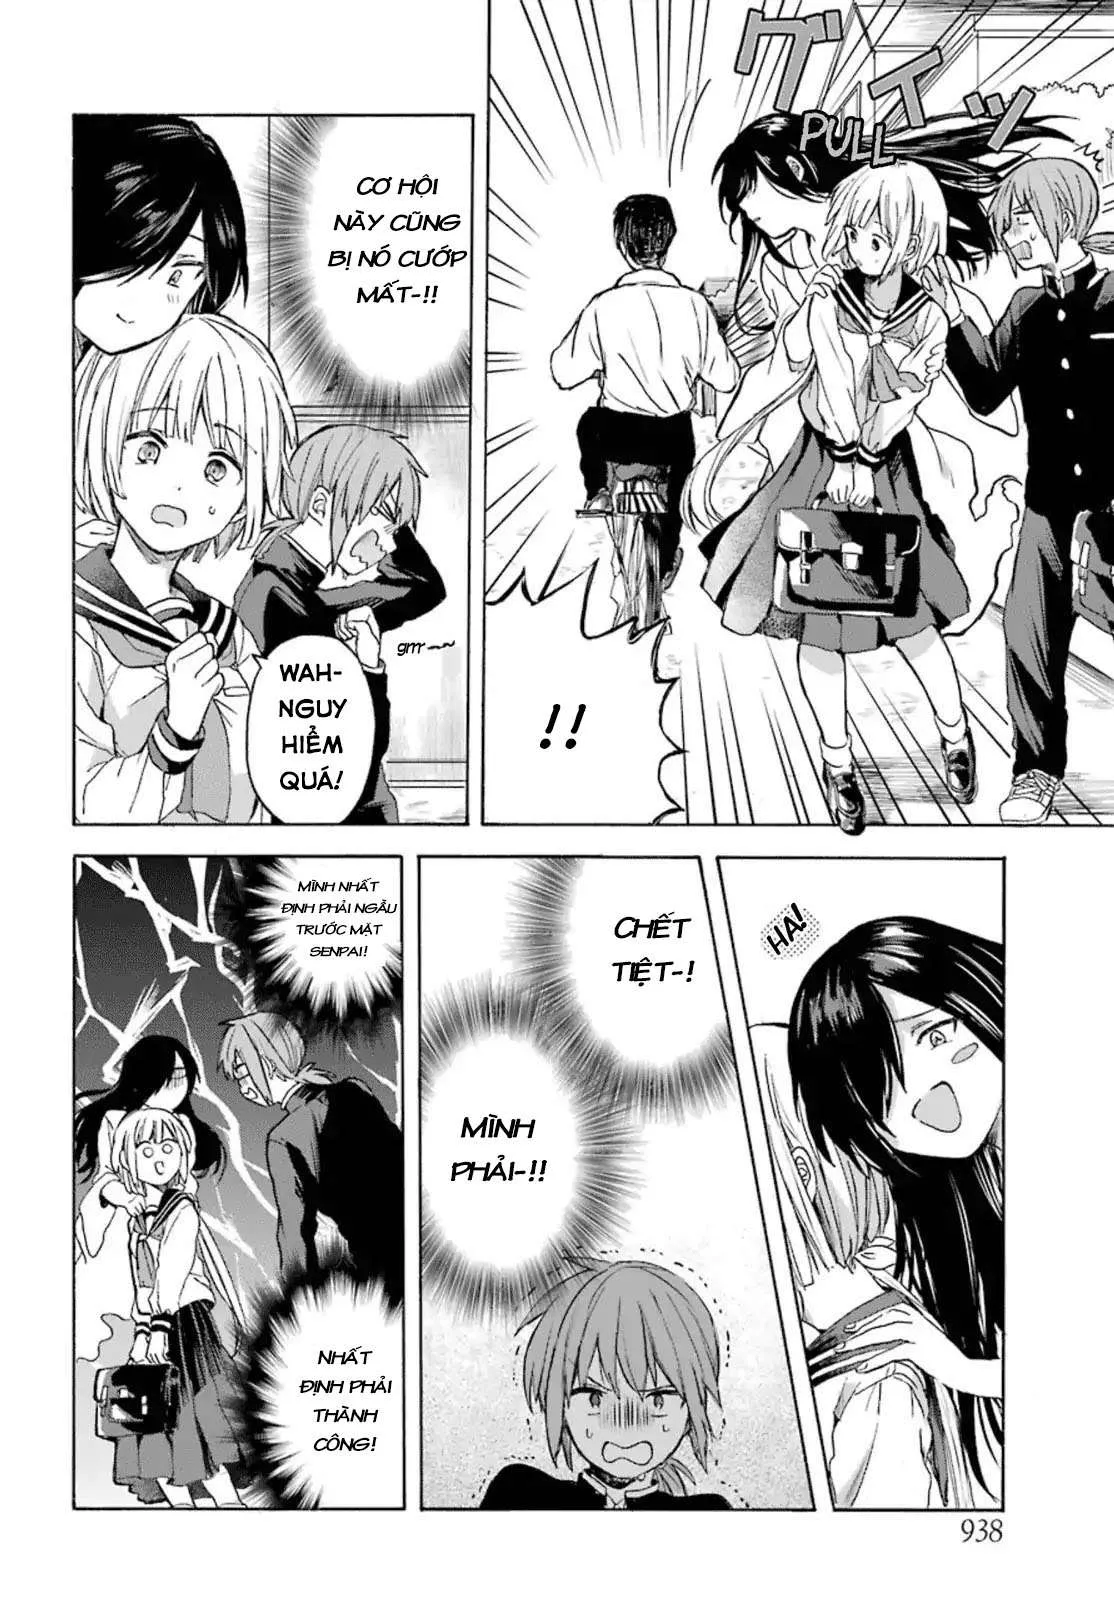 グイッ
PULL
!!
CƠ HỘI
NÀY CŨNG
BỊ NÓ CƯỚP
MẤT-!!
grrr
WAH-
NGUY
HIỂM
QUÁ!
HA!
CHẾT
TIỆT-!
MÌNH
PHẢI-!!
MÌNH NHẤT
ĐỊNH PHẢI NGẦU
TRƯỚC MẶT
SENPAI!
NHẤT
ĐỊNH PHẢI
THÀNH
CÔNG!
938